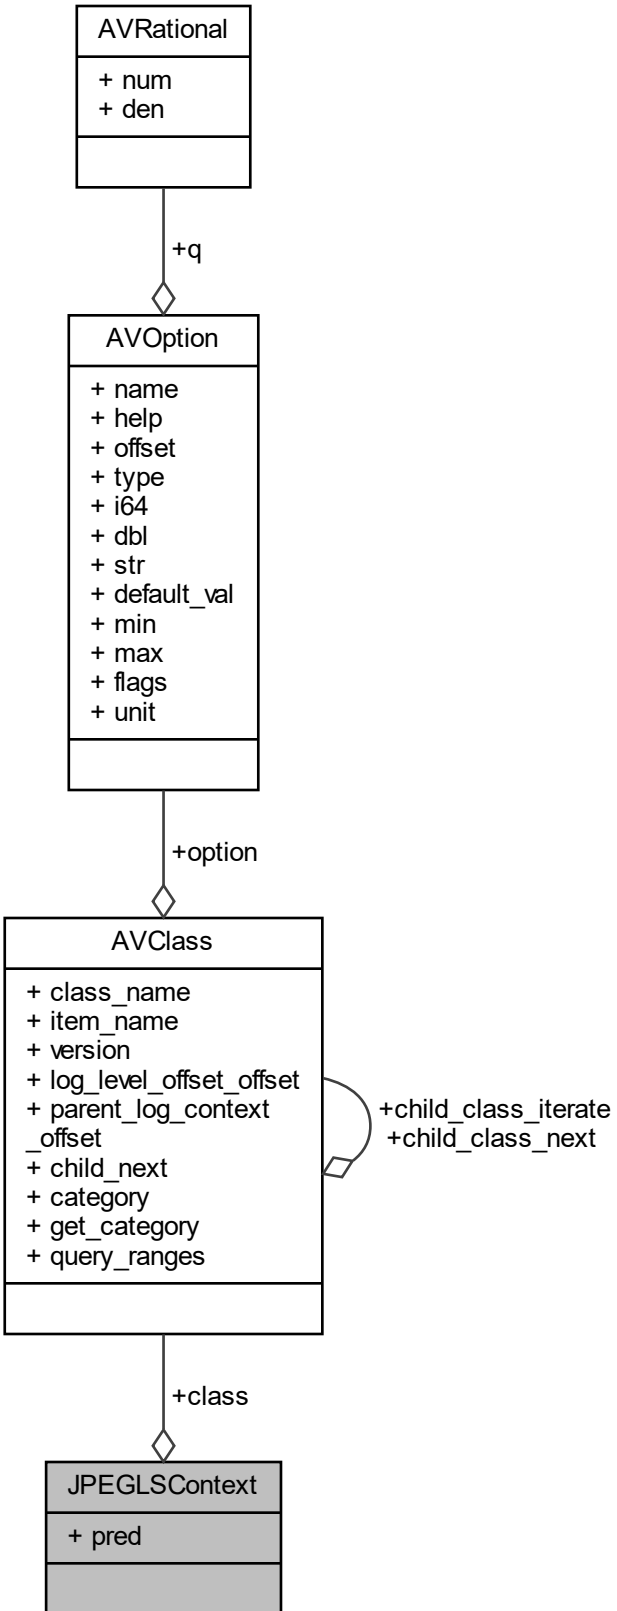 AVRational
+ num
+ den
+q
AVOption
+ name
+ help
+ offset
+ type
+ i64
+ dbl
+ str
+ default_val
+ min
+ max
+ flags
+ unit
+option
AVClass
+ class_name
+ item_name
+ version
+ log_level_offset_offset
+ parent_log_context
_offset
+ child_next
+ category
+ get_category
+ query_ranges
+child_class_iterate
+child_class_next
+class
JPEGLSContext
+ pred